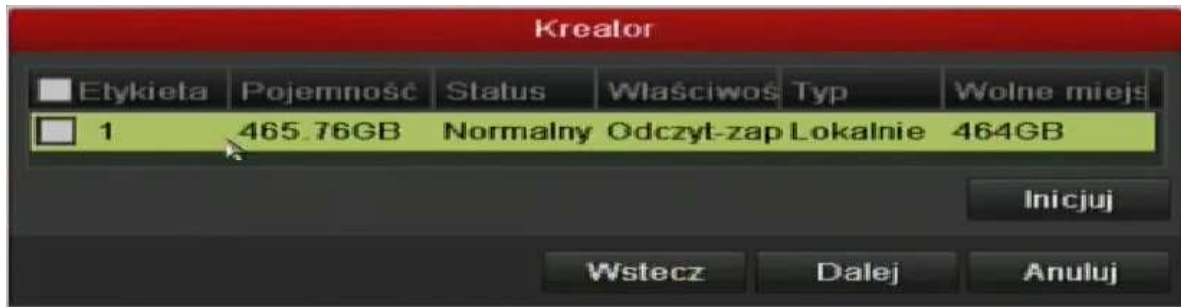 Kreator
Etykieta Pojemność Status Właściwoś Typ Wolne miejs
1 465.76GB Normalny Odczyt-zap Lokalnie 464GB
Inicjuj
Wstecz Dalej Anuluj